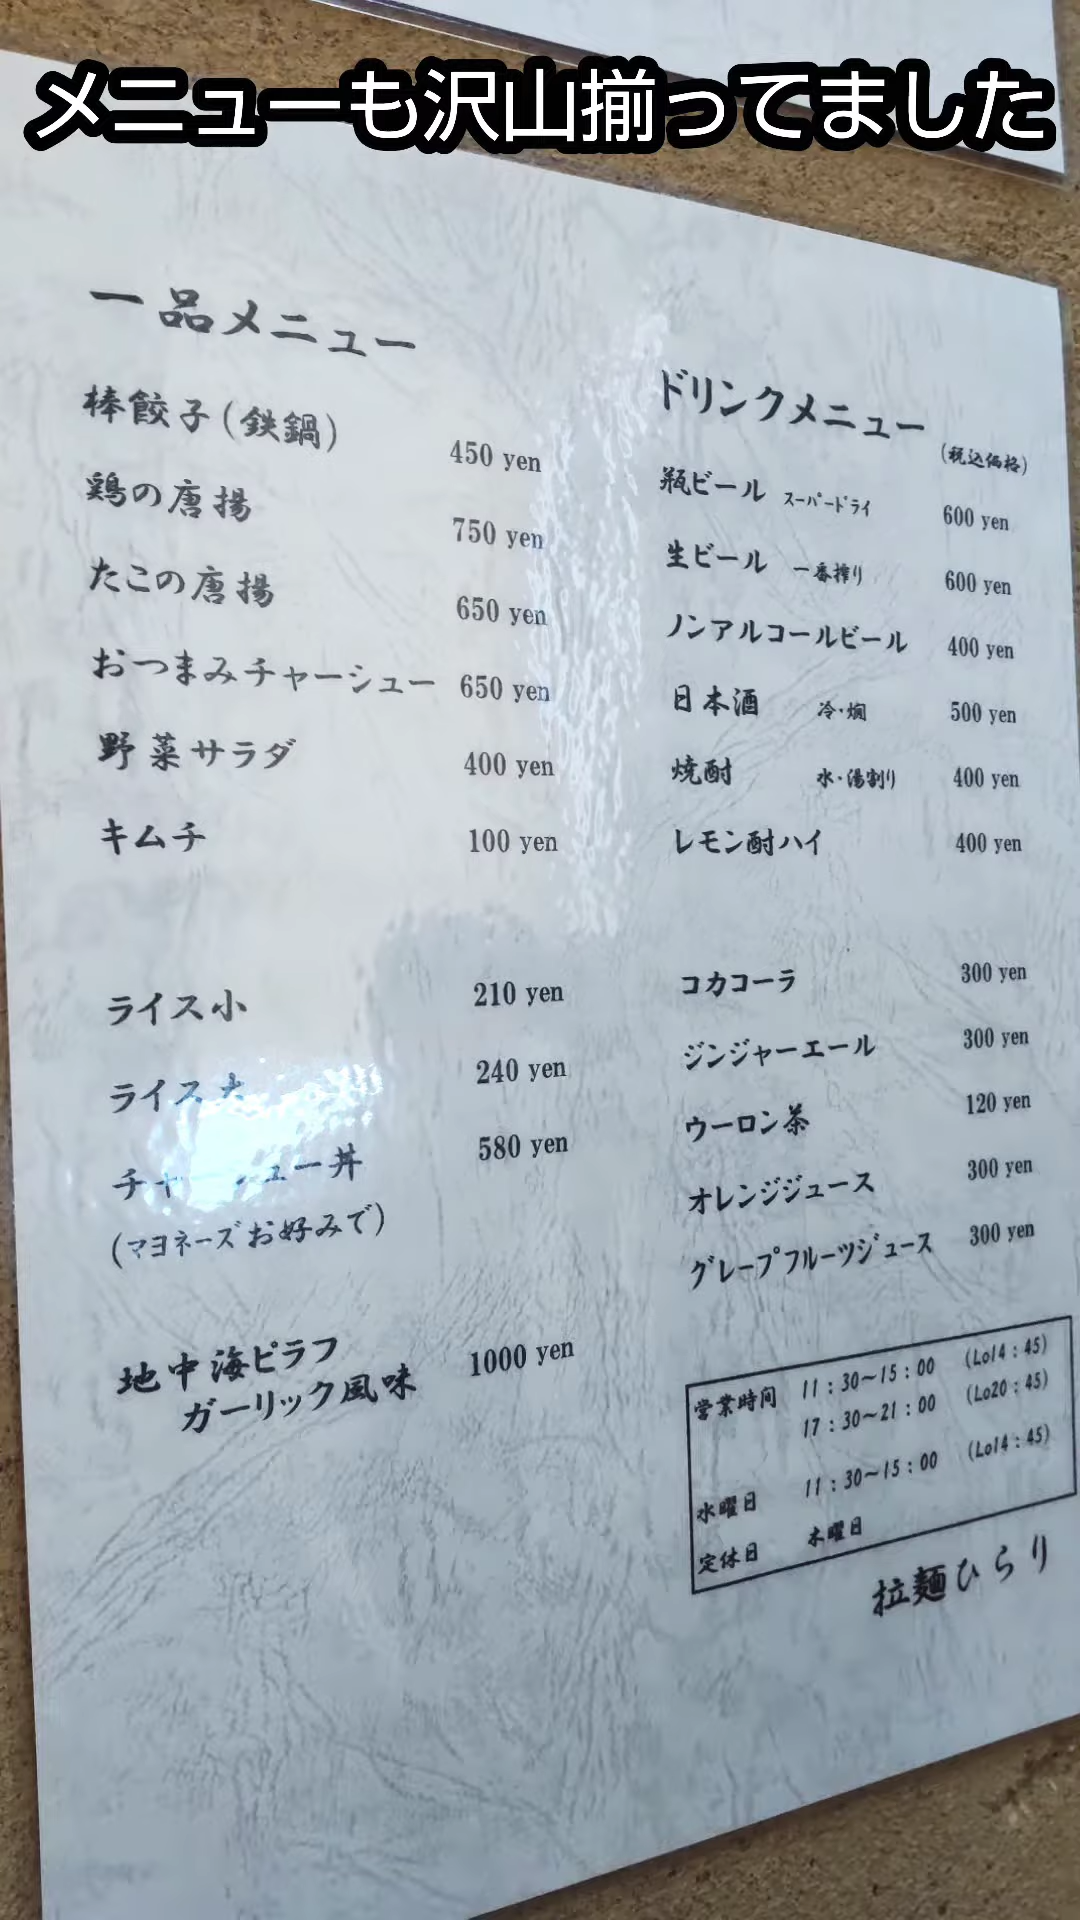 メニューも沢山揃ってました
一品メニュー
棒餃子(鉄鍋) 450 yen
鶏の唐揚 750 yen
たこの唐揚 650 yen
おつまみチャーシュー 650 yen
野菜サラダ 400 yen
キムチ 100 yen
ライス小 210 yen
ライス大 240 yen
チャーシュー丼 580 yen
(マヨネーズお好みで)
地中海ピラフ 1000 yen
ガーリック風味
ドリンクメニュー
(税込価格)
瓶ビール スーパードライ 600 yen
生ビール 一番搾り 600 yen
ノンアルコールビール 400 yen
日本酒 冷・燗 500 yen
焼酎 水・湯割り 400 yen
レモン酎ハイ 400 yen
コカコーラ 300 yen
ジンジャーエール 300 yen
ウーロン茶 120 yen
オレンジジュース 300 yen
グレープフルーツジュース 300 yen
営業時間 11:30~15:00 (Lo14:45)
17:30~21:00 (Lo20:45)
水曜日 11:30~15:00 (Lo14:45)
定休日 木曜日
拉麺ひらり